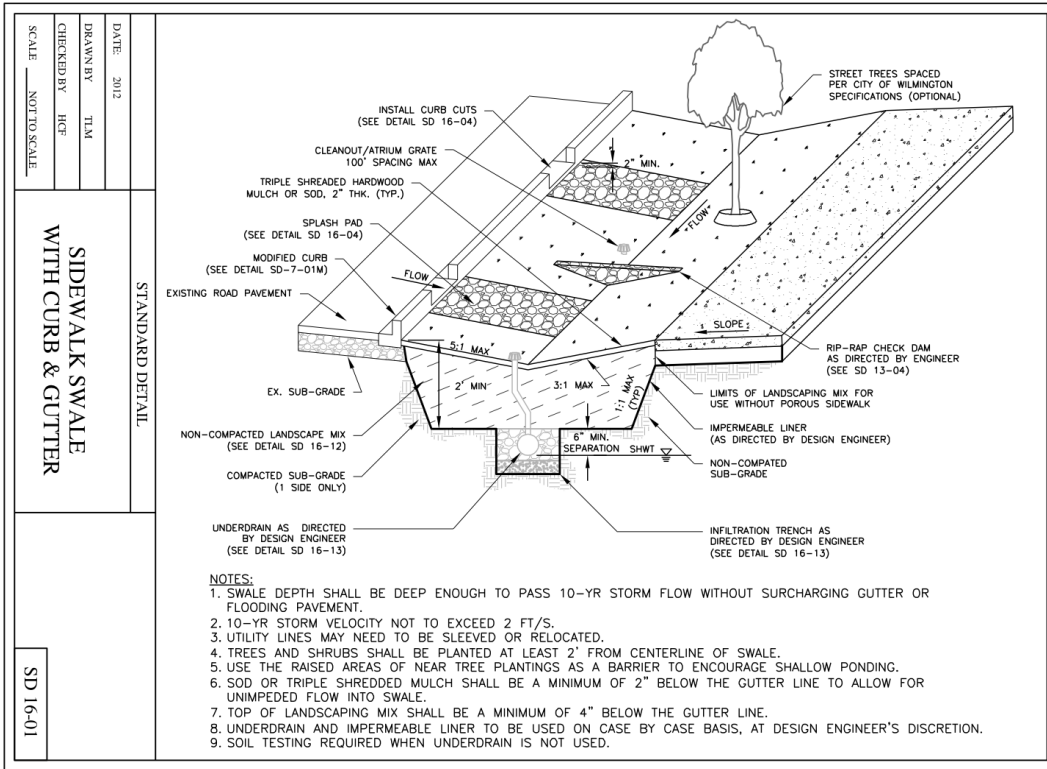 DATE: 2012
DRAWN BY TLM
CHECKED BY HCF
SCALE NOT TO SCALE
STANDARD DETAIL
SIDEWALK SWALE
WITH CURB & GUTTER
SD 16-01
INSTALL CURB CUTS
(SEE DETAIL SD 16-04)
CLEANOUT/ATRIUM GRATE
100' SPACING MAX
TRIPLE SHREADED HARDWOOD
MULCH OR SOD, 2" THK. (TYP.)
SPLASH PAD
(SEE DETAIL SD 16-04)
MODIFIED CURB
(SEE DETAIL SD-7-01M)
EXISTING ROAD PAVEMENT
EX. SUB-GRADE
NON-COMPACTED LANDSCAPE MIX
(SEE DETAIL SD 16-12)
COMPACTED SUB-GRADE
(1 SIDE ONLY)
UNDERDRAIN AS DIRECTED
BY DESIGN ENGINEER
(SEE DETAIL SD 16-13)
FLOW
2" MIN.
FLOW
5:1 MAX
2' MIN
3:1 MAX
1:1 MAX
(TYP)
6" MIN.
SEPARATION SHWT
SLOPE
STREET TREES SPACED
PER CITY OF WILMINGTON
SPECIFICATIONS (OPTIONAL)
RIP-RAP CHECK DAM
AS DIRECTED BY ENGINEER
(SEE SD 13-04)
LIMITS OF LANDSCAPING MIX FOR
USE WITHOUT POROUS SIDEWALK
IMPERMEABLE LINER
(AS DIRECTED BY DESIGN ENGINEER)
NON-COMPATED
SUB-GRADE
INFILTRATION TRENCH AS
DIRECTED BY DESIGN ENGINEER
(SEE DETAIL SD 16-13)
NOTES:
1. SWALE DEPTH SHALL BE DEEP ENOUGH TO PASS 10-YR STORM FLOW WITHOUT SURCHARGING GUTTER OR
FLOODING PAVEMENT.
2. 10-YR STORM VELOCITY NOT TO EXCEED 2 FT/S.
3. UTILITY LINES MAY NEED TO BE SLEEVED OR RELOCATED.
4. TREES AND SHRUBS SHALL BE PLANTED AT LEAST 2' FROM CENTERLINE OF SWALE.
5. USE THE RAISED AREAS OF NEAR TREE PLANTINGS AS A BARRIER TO ENCOURAGE SHALLOW PONDING.
6. SOD OR TRIPLE SHREDDED MULCH SHALL BE A MINIMUM OF 2" BELOW THE GUTTER LINE TO ALLOW FOR
UNIMPEDED FLOW INTO SWALE.
7. TOP OF LANDSCAPING MIX SHALL BE A MINIMUM OF 4" BELOW THE GUTTER LINE.
8. UNDERDRAIN AND IMPERMEABLE LINER TO BE USED ON CASE BY CASE BASIS, AT DESIGN ENGINEER'S DISCRETION.
9. SOIL TESTING REQUIRED WHEN UNDERDRAIN IS NOT USED.